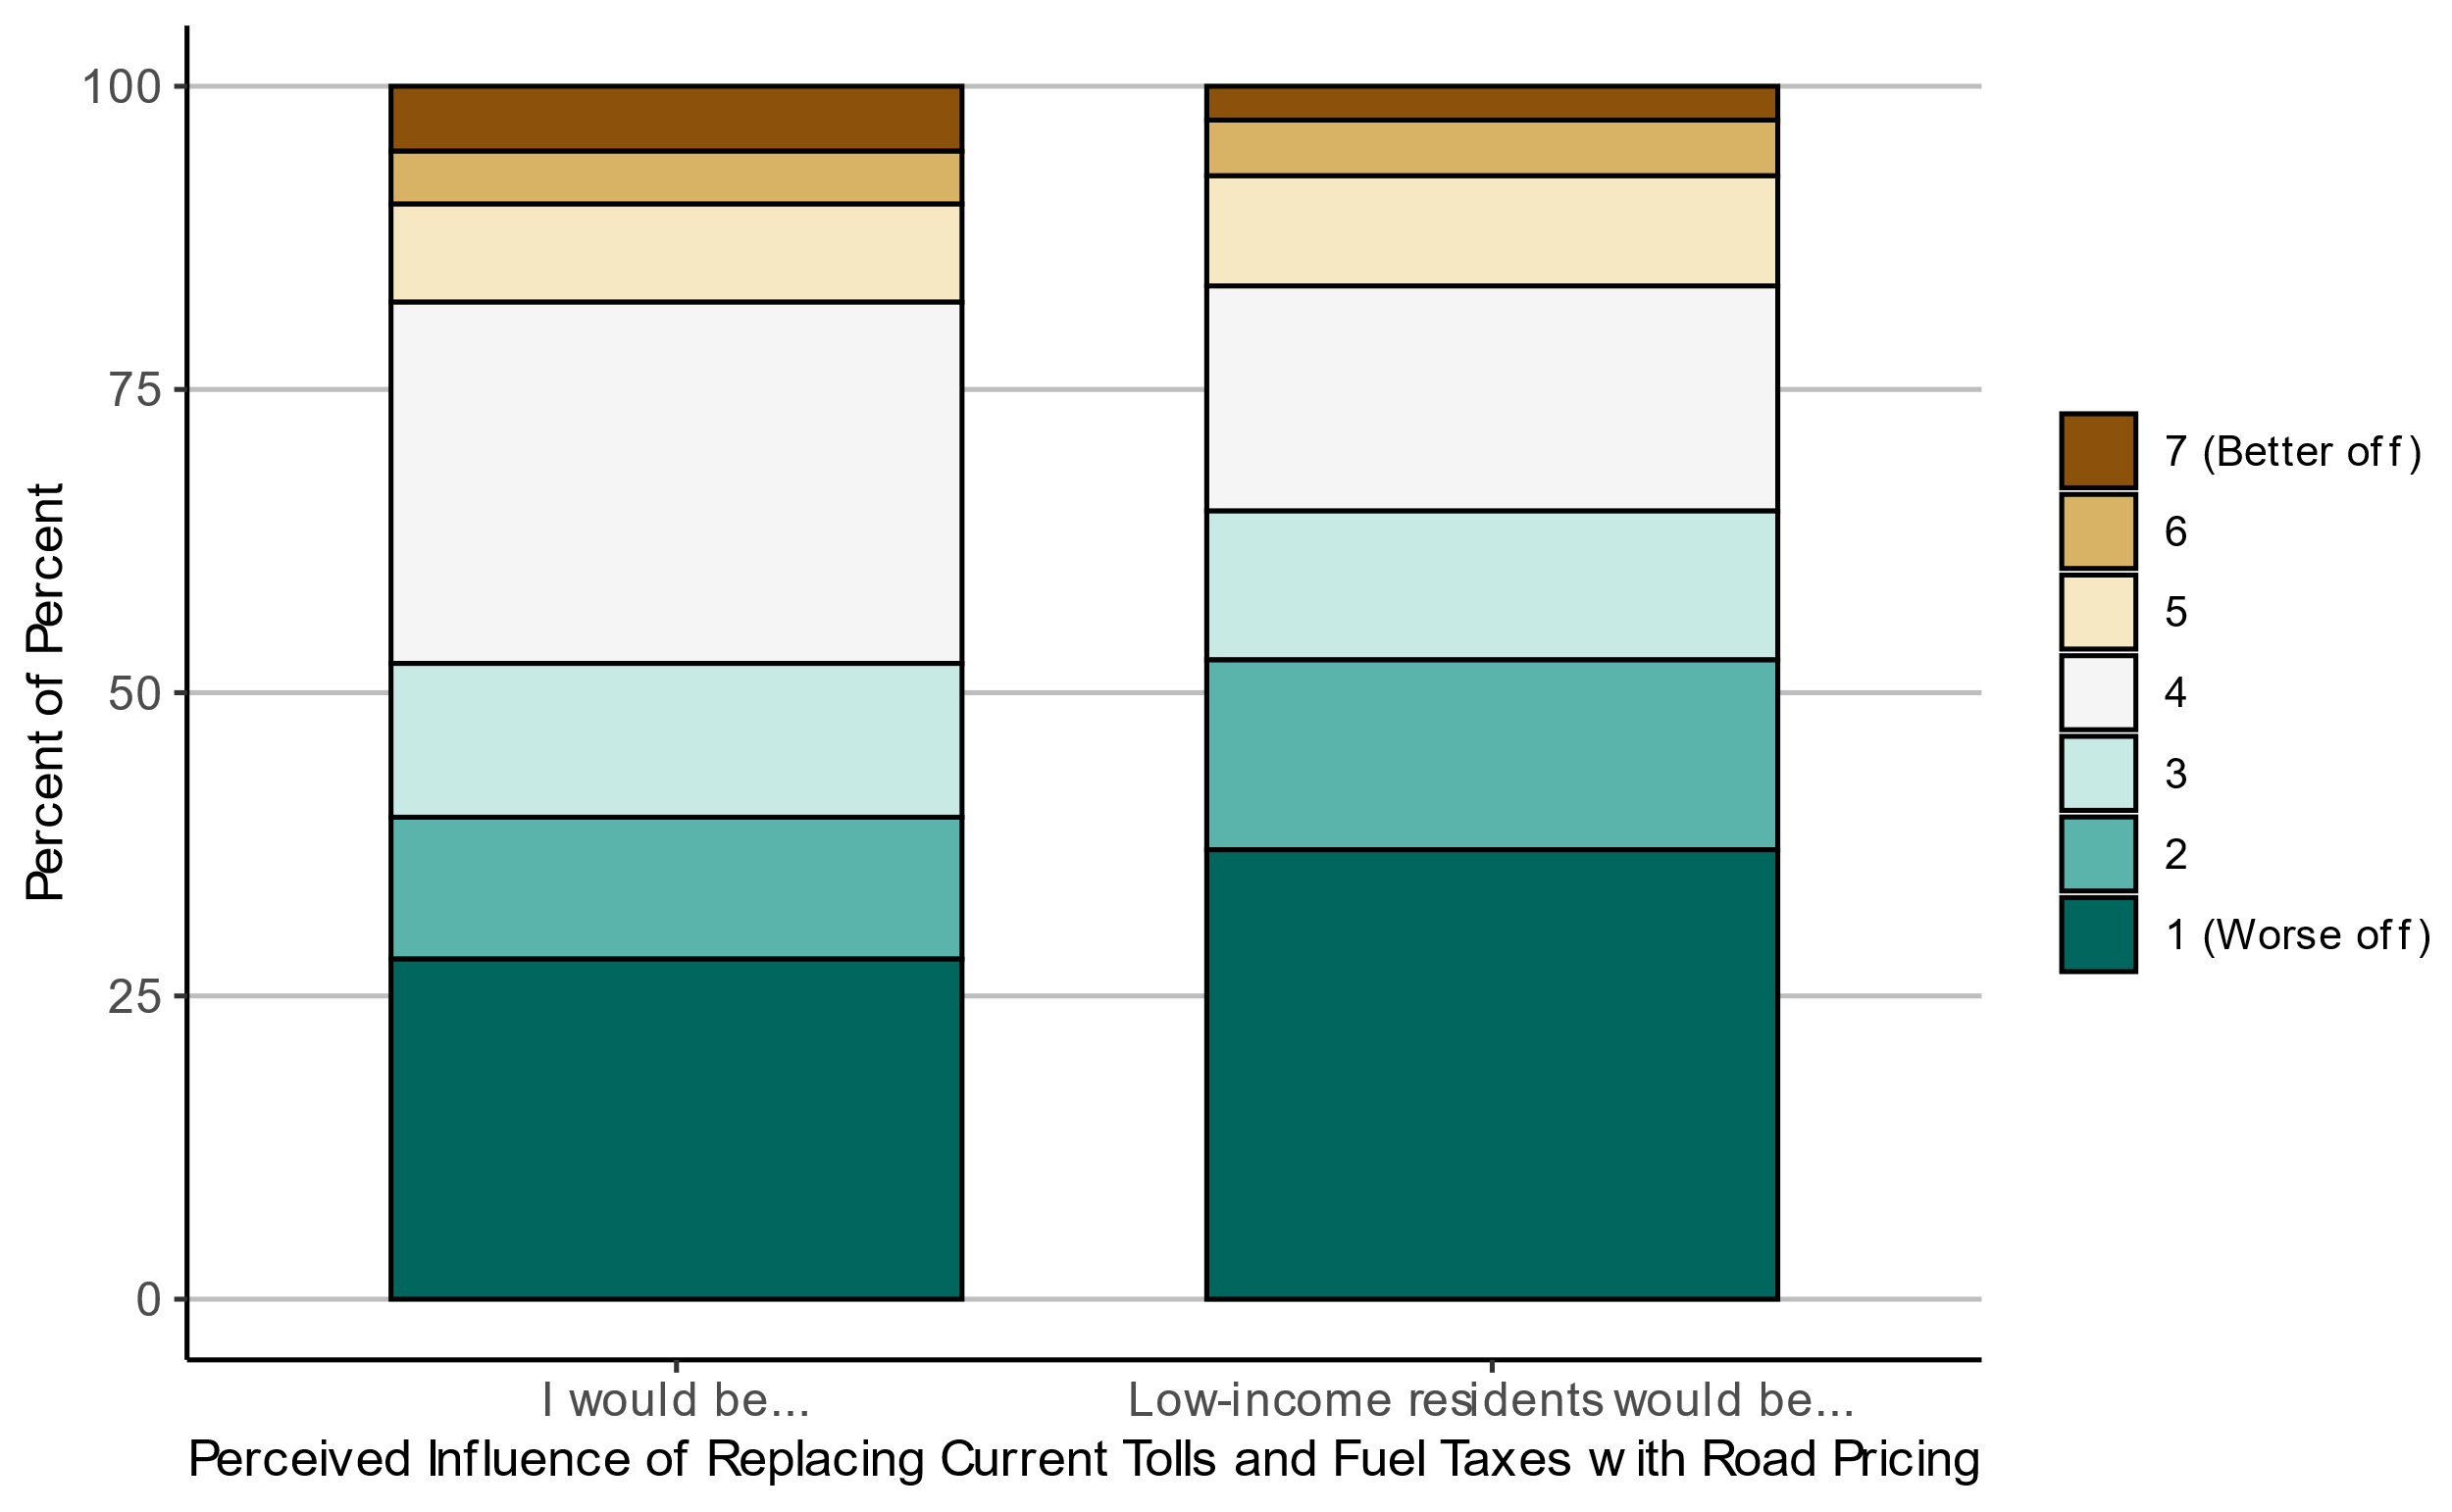 Percent of Percent
100
75
50
25
0
I would be...
Low-income residents would be...
Perceived Influence of Replacing Current Tolls and Fuel Taxes with Road Pricing
7 (Better off)
6
5
4
3
2
1 (Worse off)